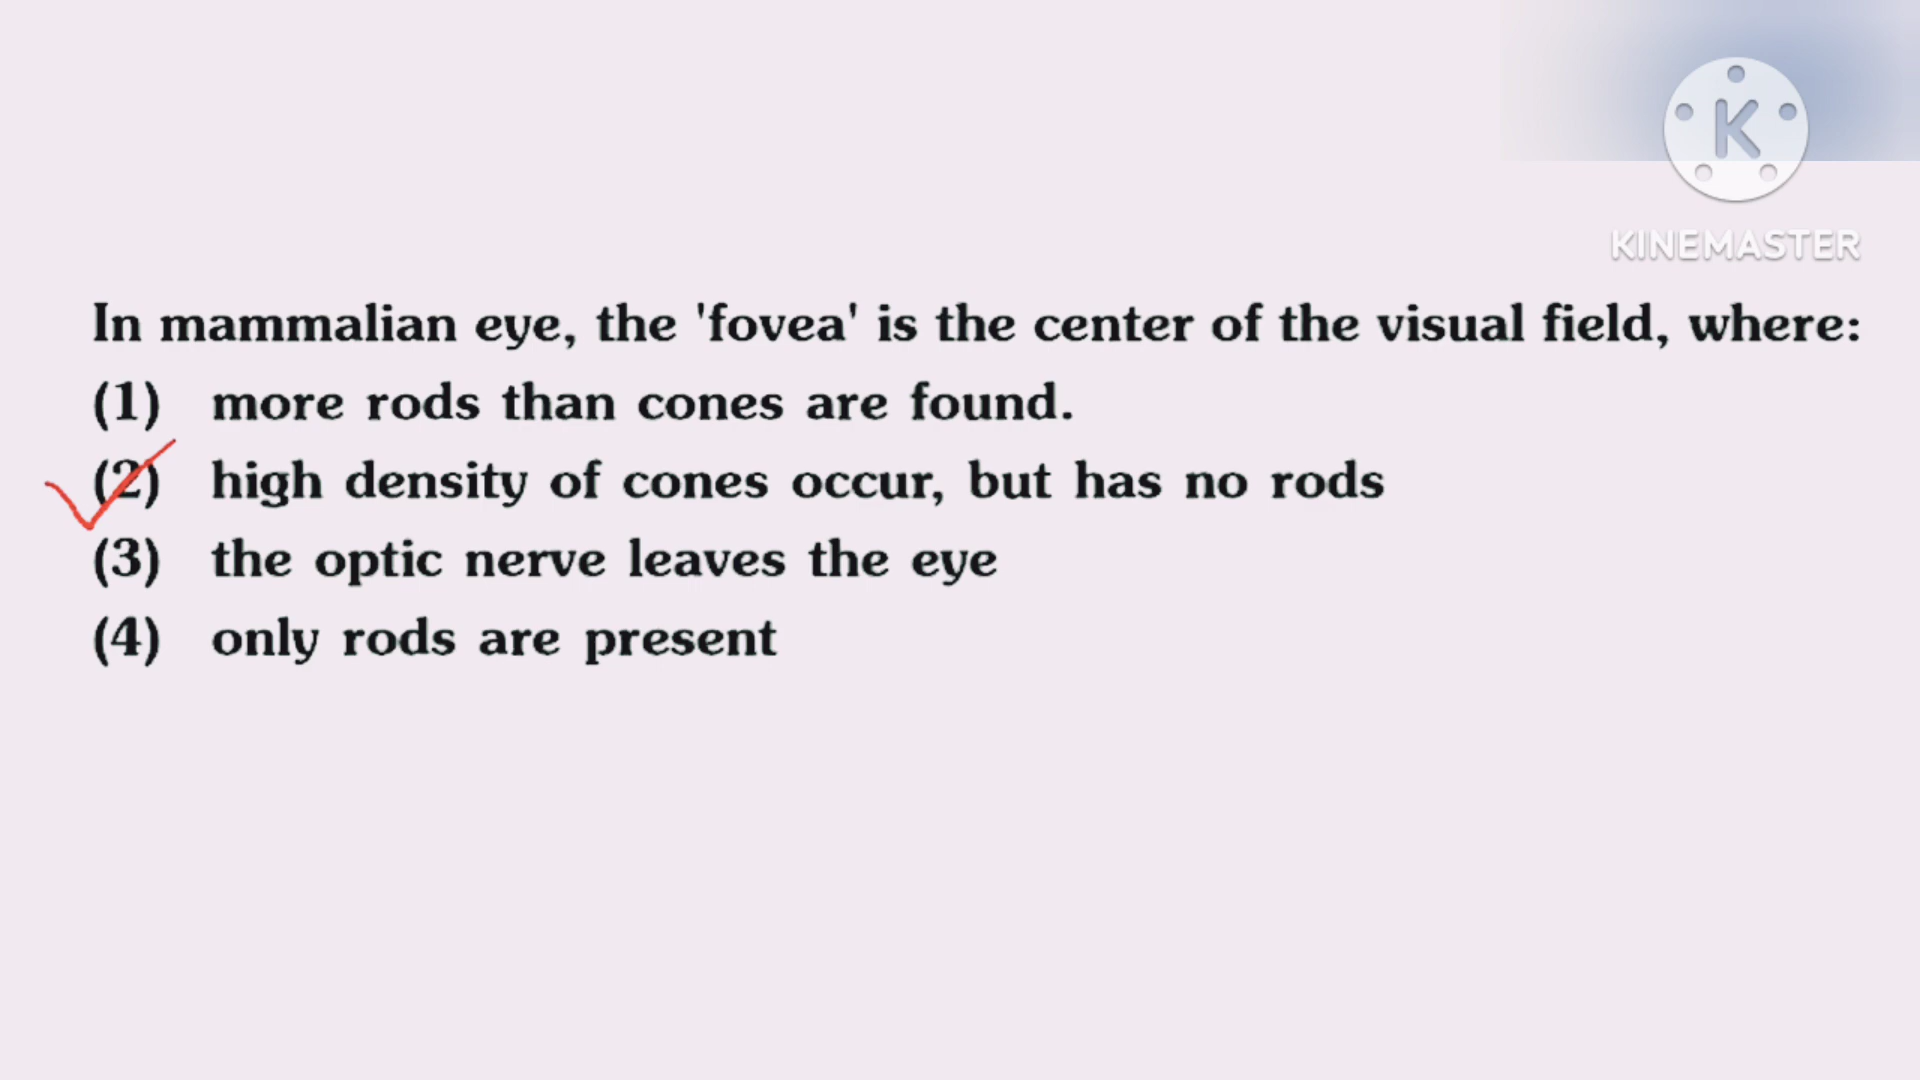 K
KINEMASTER
In mammalian eye, the 'fovea' is the center of the visual field, where:
(1) more rods than cones are found.
(2) high density of cones occur, but has no rods
(3) the optic nerve leaves the eye
(4) only rods are present